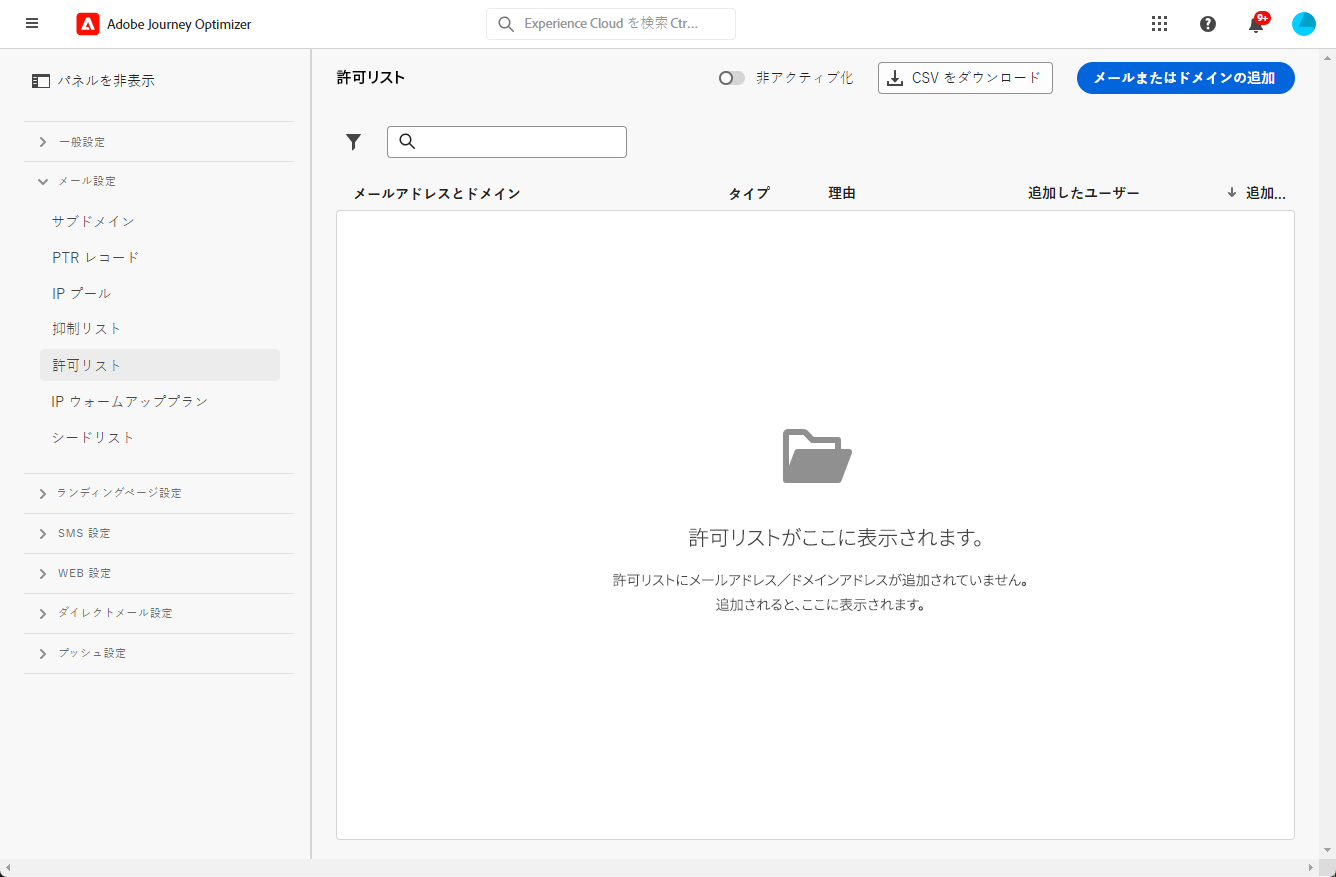 Adobe Journey Optimizer
Experience Cloud を検索 Ctr...
9+
パネルを非表示
一般設定
メール設定
サブドメイン
PTR レコード
IP プール
抑制リスト
許可リスト
IP ウォームアッププラン
シードリスト
ランディングページ設定
SMS 設定
WEB 設定
ダイレクトメール設定
プッシュ設定
許可リスト
非アクティブ化
CSV をダウンロード
メールまたはドメインの追加
メールアドレスとドメイン タイプ 理由 追加したユーザー ↓ 追加...
許可リストがここに表示されます。
許可リストにメールアドレス／ドメインアドレスが追加されていません。
追加されると、ここに表示されます。